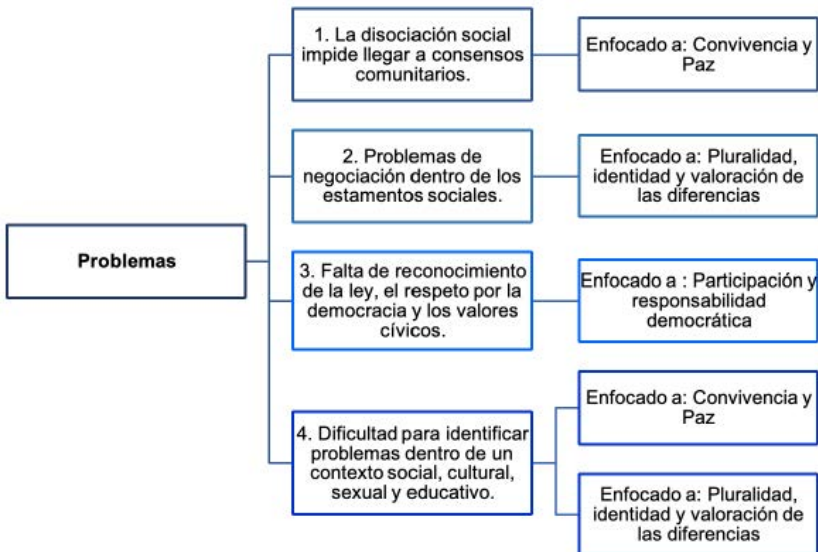 1. La disociación social
impide llegar a consensos
comunitarios.
Enfocado a: Convivencia y
Paz
2. Problemas de
negociación dentro de los
estamentos sociales.
Enfocado a: Pluralidad,
identidad y valoración de
las diferencias
Problemas
3. Falta de reconocimiento
de la ley, el respeto por la
democracia y los valores
cívicos.
Enfocado a : Participación y
responsabilidad
democrática
4. Dificultad para identificar
problemas dentro de un
contexto social, cultural,
sexual y educativo.
Enfocado a: Convivencia y
Paz
Enfocado a: Pluralidad,
identidad y valoración de
las diferencias